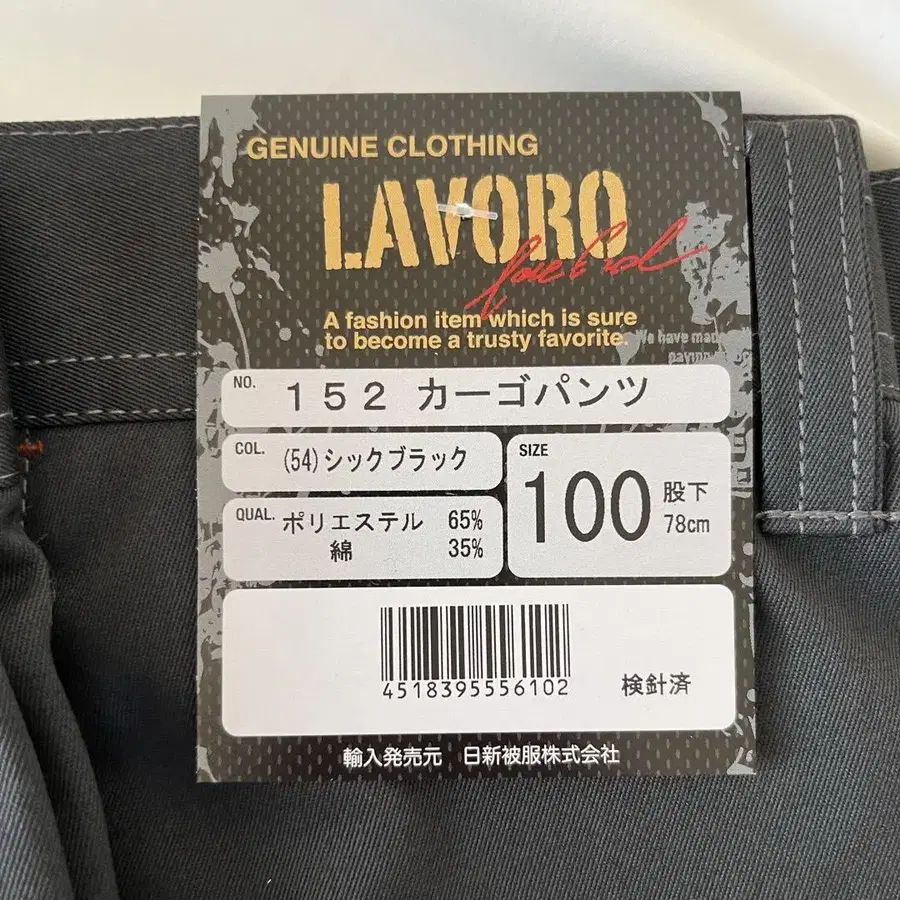 GENUINE CLOTHING
LAVORO
A fashion item which is sure
to become a trusty favorite.
We have
NO. 152 カーゴパンツ
COL. (54)シックブラック
QUAL. ポリエステル 65%
綿 35%
SIZE
100 股下
78cm
4518395556102
検針済
輸入発売元 日新被服株式会社